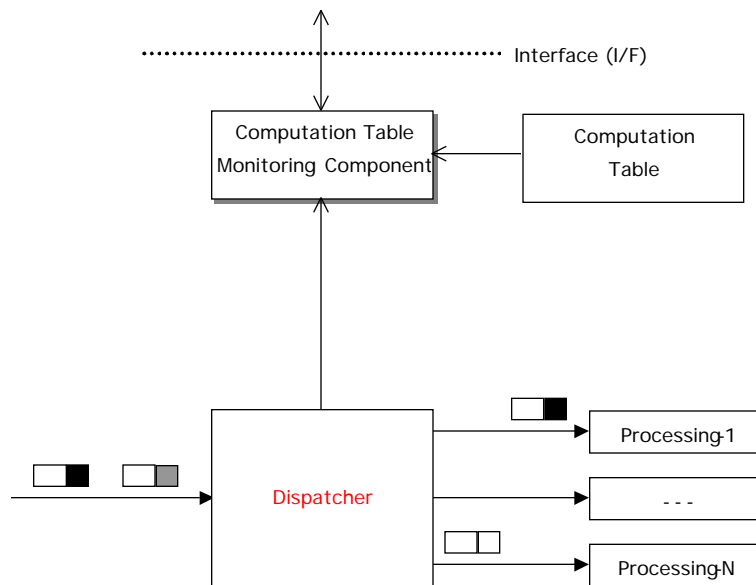 Interface (I/F)
Computation Table
Monitoring Component
Computation
Table
Dispatcher
Processing-1
- - -
Processing-N